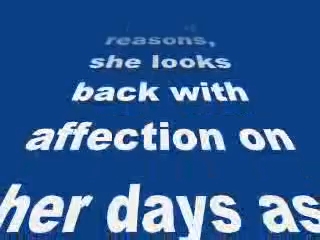 reasons,
she looks
back with
affection on
her days as